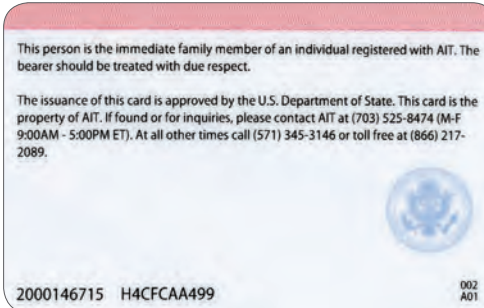 This person is the immediate family member of an individual registered with AIT. The
bearer should be treated with due respect.
The issuance of this card is approved by the U.S. Department of State. This card is the
property of AIT. If found or for inquiries, please contact AIT at (703) 525-8474 (M-F
9:00AM - 5:00PM ET). At all other times call (571) 345-3146 or toll free at (866) 217-
2089.
2000146715 H4CFCAA499
002
A01